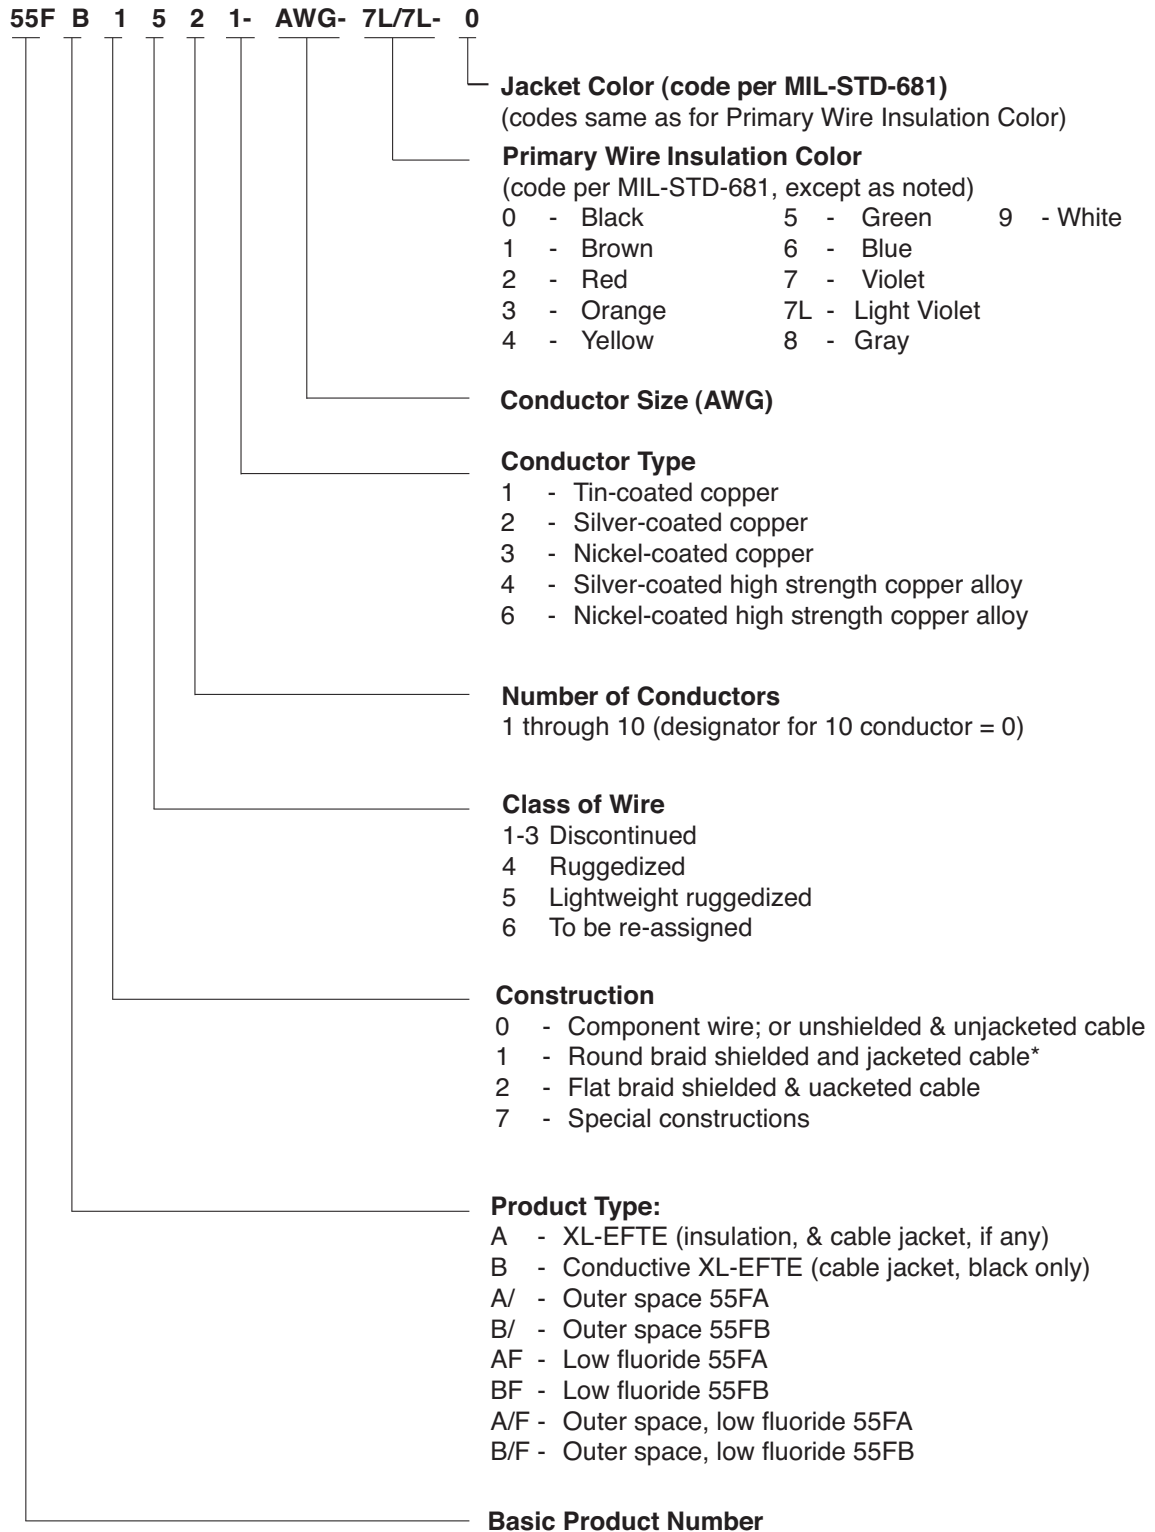 55F B 1 5 2 1- AWG- 7L/7L- 0
Jacket Color (code per MIL-STD-681)
(codes same as for Primary Wire Insulation Color)
Primary Wire Insulation Color
(code per MIL-STD-681, except as noted)
0 - Black 5 - Green 9 - White
1 - Brown 6 - Blue
2 - Red 7 - Violet
3 - Orange 7L - Light Violet
4 - Yellow 8 - Gray
Conductor Size (AWG)
Conductor Type
1 - Tin-coated copper
2 - Silver-coated copper
3 - Nickel-coated copper
4 - Silver-coated high strength copper alloy
6 - Nickel-coated high strength copper alloy
Number of Conductors
1 through 10 (designator for 10 conductor = 0)
Class of Wire
1-3 Discontinued
4 Ruggedized
5 Lightweight ruggedized
6 To be re-assigned
Construction
0 - Component wire; or unshielded & unjacketed cable
1 - Round braid shielded and jacketed cable*
2 - Flat braid shielded & uacketed cable
7 - Special constructions
Product Type:
A - XL-EFTE (insulation, & cable jacket, if any)
B - Conductive XL-EFTE (cable jacket, black only)
A/ - Outer space 55FA
B/ - Outer space 55FB
AF - Low fluoride 55FA
BF - Low fluoride 55FB
A/F - Outer space, low fluoride 55FA
B/F - Outer space, low fluoride 55FB
Basic Product Number